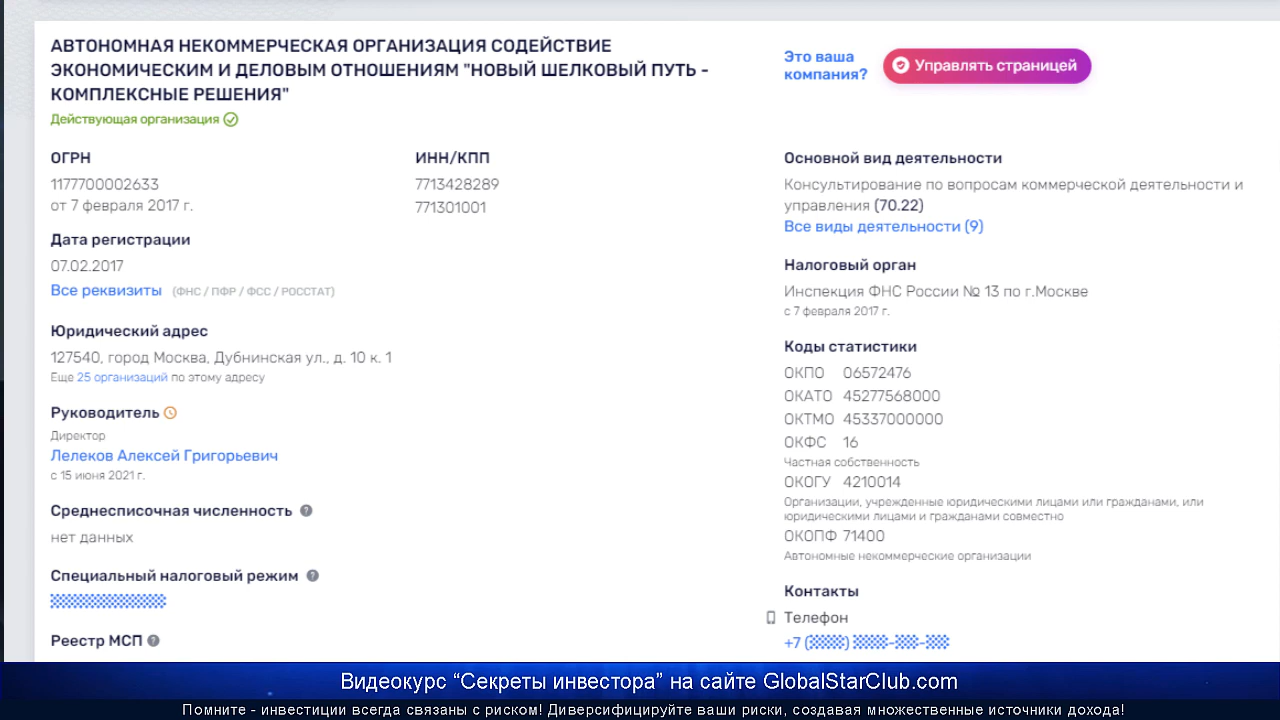 АВТОНОМНАЯ НЕКОММЕРЧЕСКАЯ ОРГАНИЗАЦИЯ СОДЕЙСТВИЕ
ЭКОНОМИЧЕСКИМ И ДЕЛОВЫМ ОТНОШЕНИЯМ "НОВЫЙ ШЕЛКОВЫЙ ПУТЬ -
КОМПЛЕКСНЫЕ РЕШЕНИЯ"
Действующая организация
Это ваша
компания?
Управлять страницей
ОГРН
1177700002633
от 7 февраля 2017 г.
ИНН/КПП
7713428289
771301001
Дата регистрации
07.02.2017
Все реквизиты (ФНС / ПФР / ФСС / РОССТАТ)
Юридический адрес
127540, город Москва, Дубнинская ул., д. 10 к. 1
Еще 25 организаций по этому адресу
Руководитель
Директор
Лелеков Алексей Григорьевич
с 15 июня 2021 г.
Среднесписочная численность ?
нет данных
Специальный налоговый режим ?
Реестр МСП ?
Основной вид деятельности
Консультирование по вопросам коммерческой деятельности и
управления (70.22)
Все виды деятельности (9)
Налоговый орган
Инспекция ФНС России № 13 по г.Москве
с 7 февраля 2017 г.
Коды статистики
ОКПО 06572476
ОКАТО 45277568000
ОКТМО 45337000000
ОКФС 16
Частная собственность
ОКОГУ 4210014
Организации, учрежденные юридическими лицами или гражданами, или
юридическими лицами и гражданами совместно
ОКОПФ 71400
Автономные некоммерческие организации
Контакты
Телефон
+7 (
Видеокурс “Секреты инвестора” на сайте GlobalStarClub.com
Помните - инвестиции всегда связаны с риском! Диверсифицируйте ваши риски, создавая множественные источники дохода!